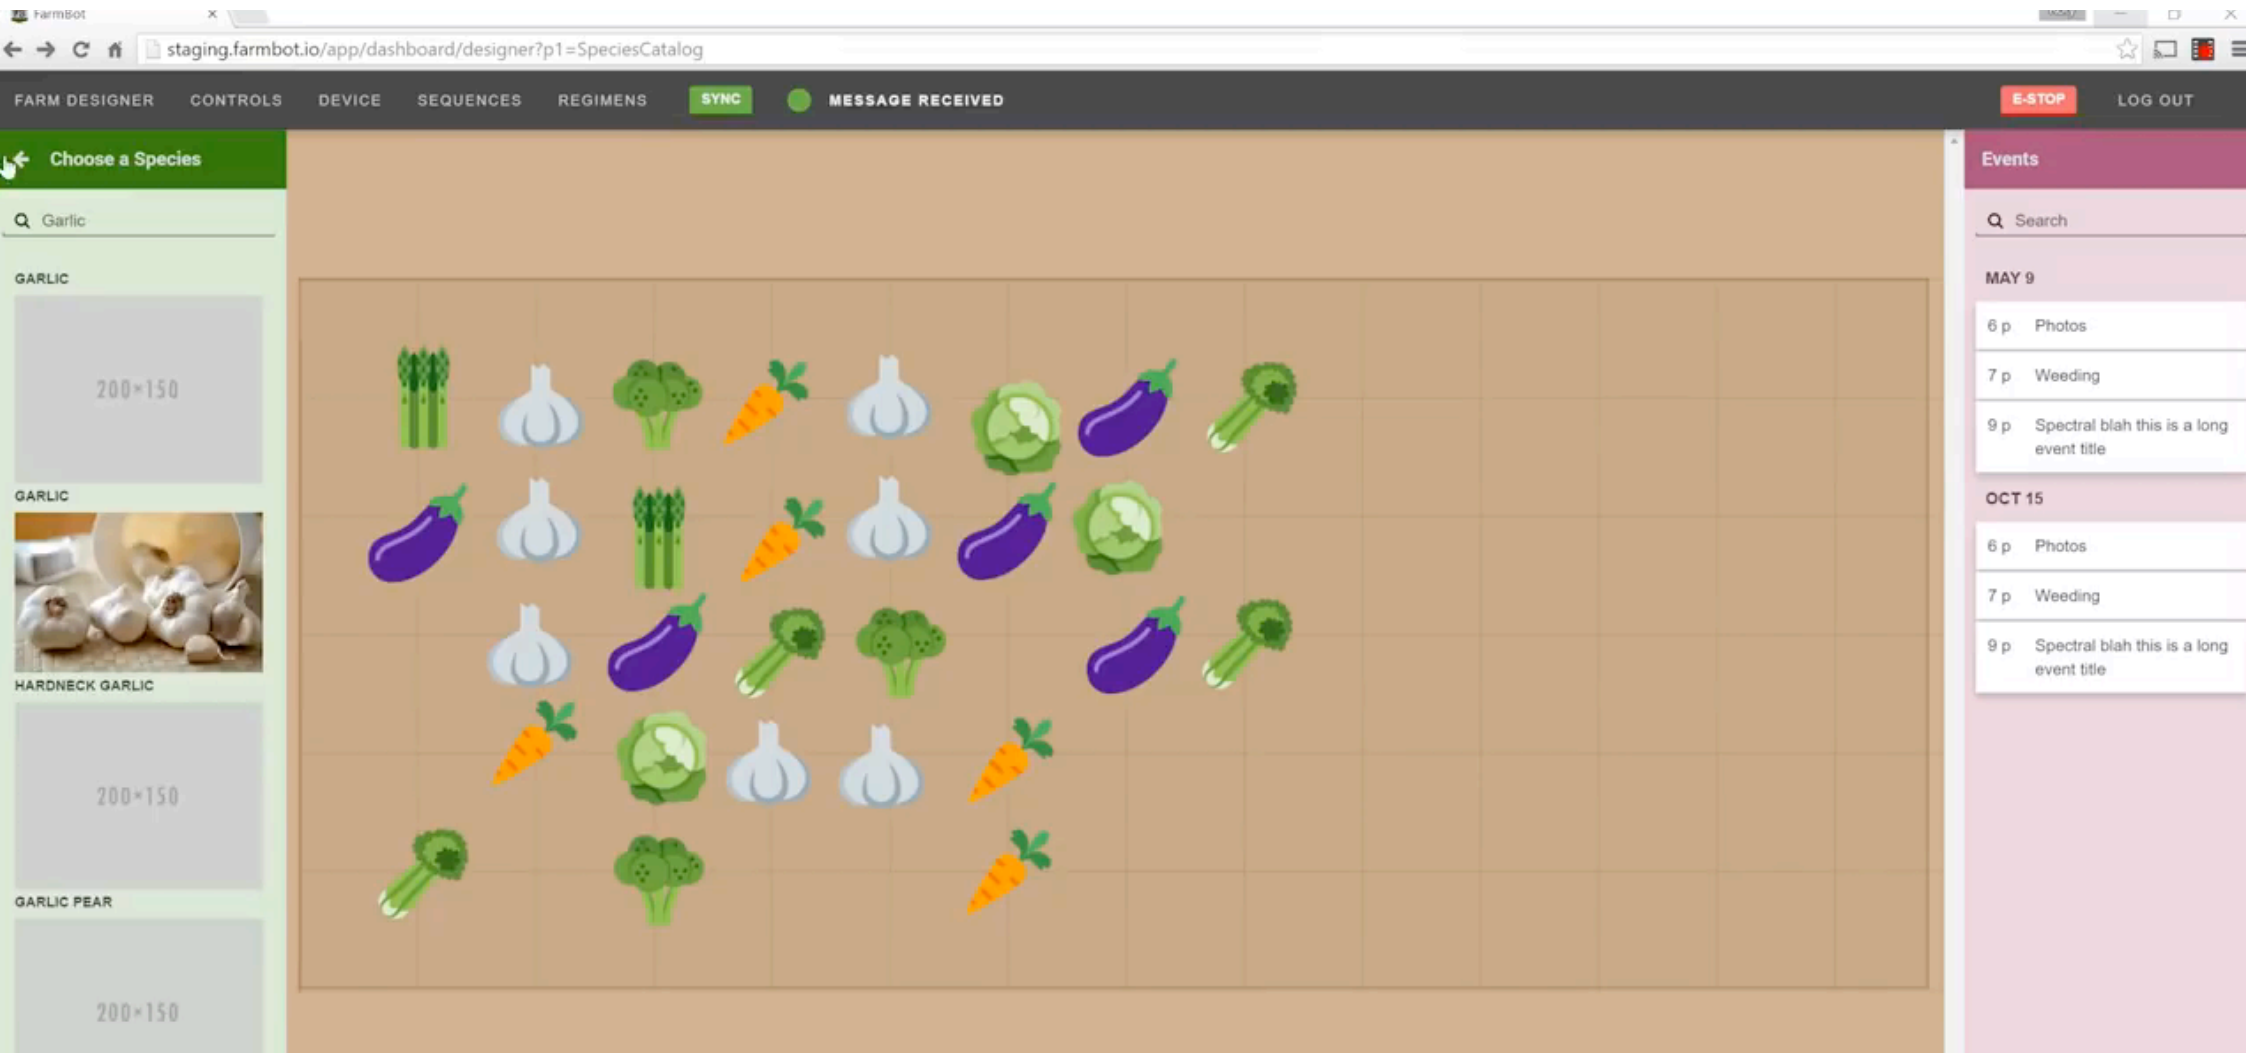 FarmBot
staging.farmbot.io/app/dashboard/designer?p1=SpeciesCatalog
FARM DESIGNER CONTROLS DEVICE SEQUENCES REGIMENS SYNC MESSAGE RECEIVED E-STOP LOG OUT
Choose a Species
Garlic
GARLIC
200×150
GARLIC
HARDNECK GARLIC
200×150
GARLIC PEAR
200×150
Events
Search
MAY 9
6 p Photos
7 p Weeding
9 p Spectral blah this is a long
event title
OCT 15
6 p Photos
7 p Weeding
9 p Spectral blah this is a long
event title